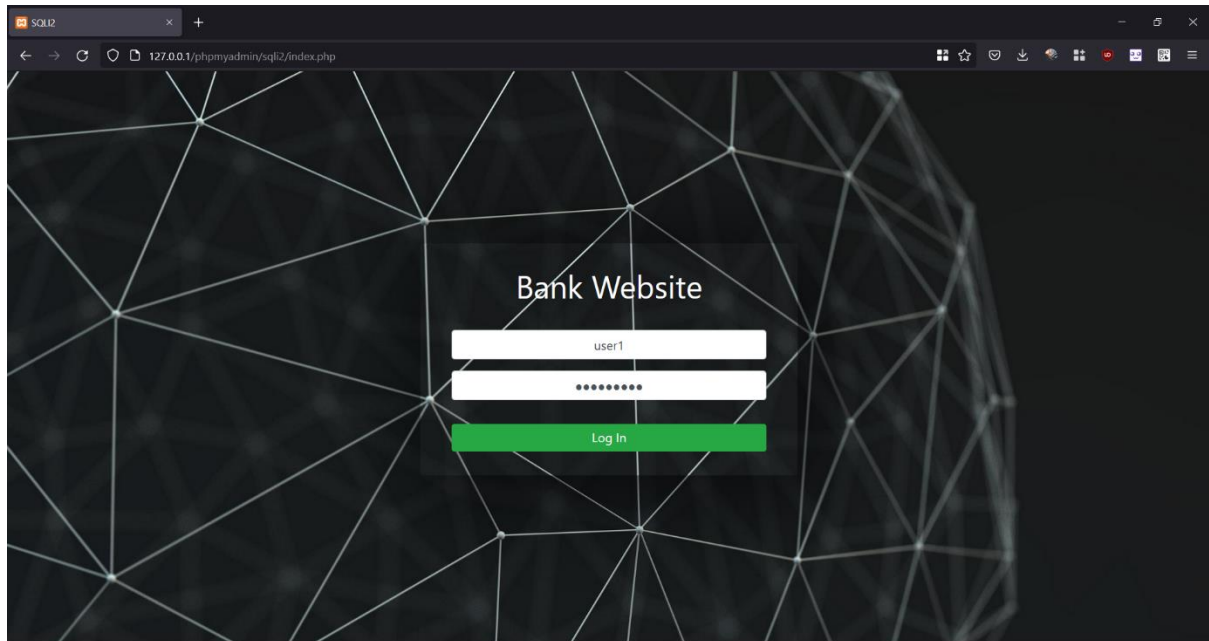 SQLI2
127.0.0.1/phpmyadmin/sqli2/index.php
Bank Website
user1
•••••••••
Log In